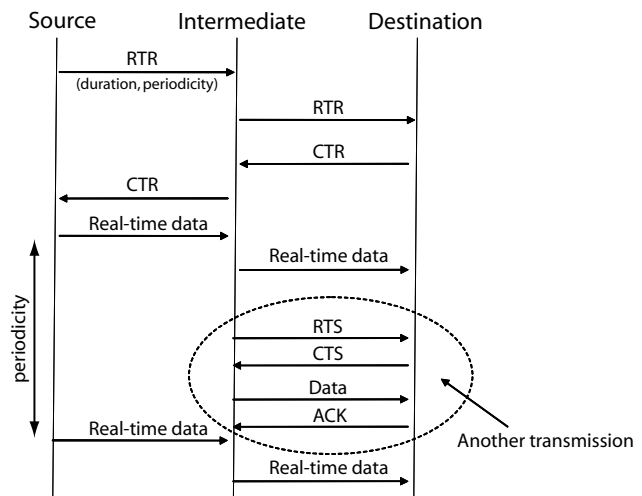 Source Intermediate Destination
RTR
(duration, periodicity)
RTR
CTR
CTR
Real-time data
Real-time data
periodicity
RTS
CTS
Data
ACK
Real-time data
Another transmission
Real-time data